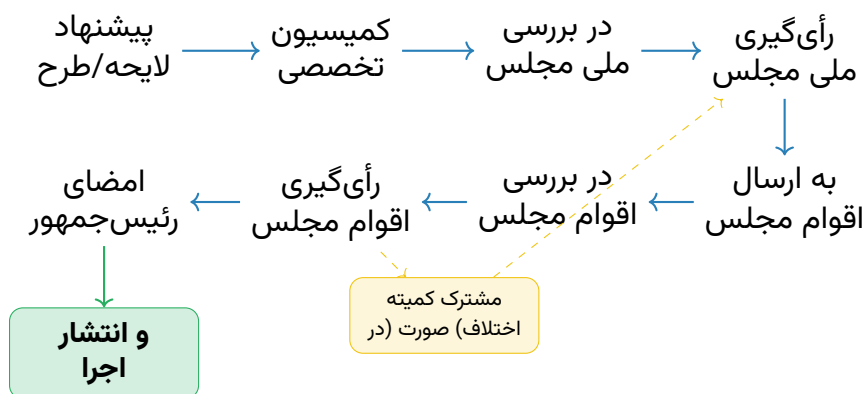 پیشنهاد
لایحه/طرح
کمیسیون
تخصصی
در بررسی
ملی مجلس
رأی‌گیری
ملی مجلس
به ارسال
اقوام مجلس
در بررسی
اقوام مجلس
رأی‌گیری
اقوام مجلس
امضای
رئیس‌جمهور
مشترک کمیته
اختلاف) صورت (در
و انتشار
اجرا